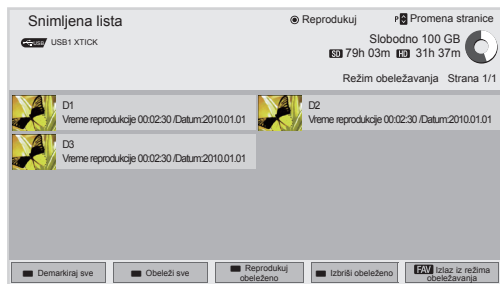 Snimljena lista
Reprodukuj
P Promena stranice
USB USB1 XTICK
Slobodno 100 GB
SD 79h 03m HD 31h 37m
Režim obeležavanja Strana 1/1
D1
Vreme reprodukcije 00:02:30 /Datum:2010.01.01
D2
Vreme reprodukcije 00:02:30 /Datum:2010.01.01
D3
Vreme reprodukcije 00:02:30 /Datum:2010.01.01
Demarkiraj sve
Obeleži sve
Reprodukuj
obeleženo
Izbriši obeleženo
FAV Izlaz iz režima
obeležavanja